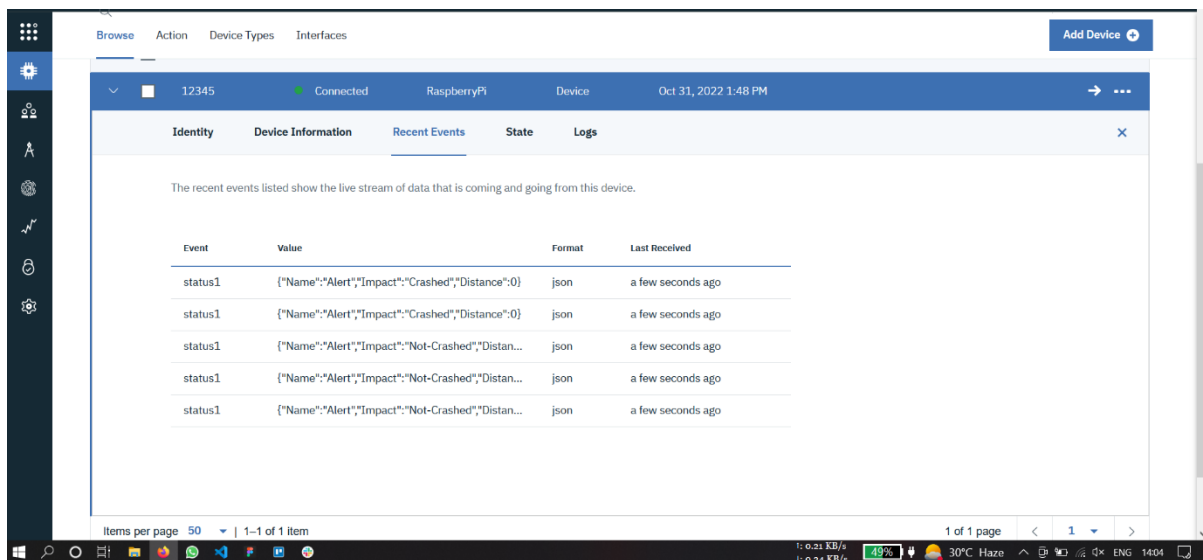 Browse Action Device Types Interfaces Add Device
12345 Connected RaspberryPi Device Oct 31, 2022 1:48 PM
Identity Device Information Recent Events State Logs
The recent events listed show the live stream of data that is coming and going from this device.
Event Value Format Last Received
status1 {"Name":"Alert","Impact":"Crashed","Distance":0} json a few seconds ago
status1 {"Name":"Alert","Impact":"Crashed","Distance":0} json a few seconds ago
status1 {"Name":"Alert","Impact":"Not-Crashed","Distan... json a few seconds ago
status1 {"Name":"Alert","Impact":"Not-Crashed","Distan... json a few seconds ago
status1 {"Name":"Alert","Impact":"Not-Crashed","Distan... json a few seconds ago
Items per page 50 | 1–1 of 1 item 1 of 1 page 1
0.21 KB/s
49% 30°C Haze ENG 14:04